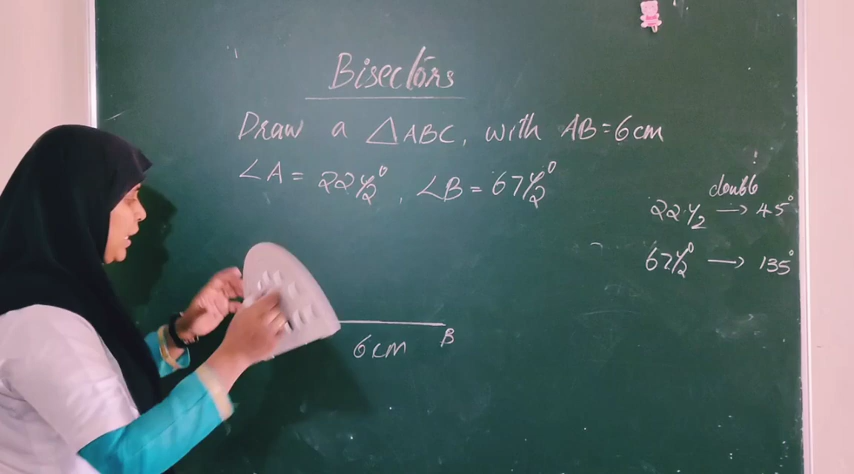 Bisectors
Draw a △ABC, with AB=6cm
∠A = 22½°, ∠B = 67½°
double
22½ → 45°
67½° → 135°
6cm B